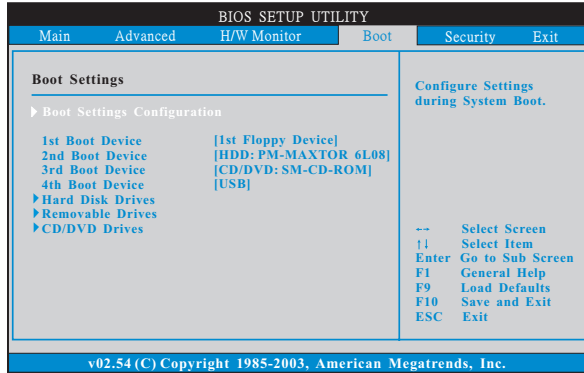 BIOS SETUP UTILITY
Main Advanced H/W Monitor Boot Security Exit
Boot Settings
Boot Settings Configuration
1st Boot Device [1st Floppy Device]
2nd Boot Device [HDD: PM-MAXTOR 6L08]
3rd Boot Device [CD/DVD: SM-CD-ROM]
4th Boot Device [USB]
Hard Disk Drives
Removable Drives
CD/DVD Drives
Configure Settings
during System Boot.
←→ Select Screen
↑↓ Select Item
Enter Go to Sub Screen
F1 General Help
F9 Load Defaults
F10 Save and Exit
ESC Exit
v02.54 (C) Copyright 1985-2003, American Megatrends, Inc.